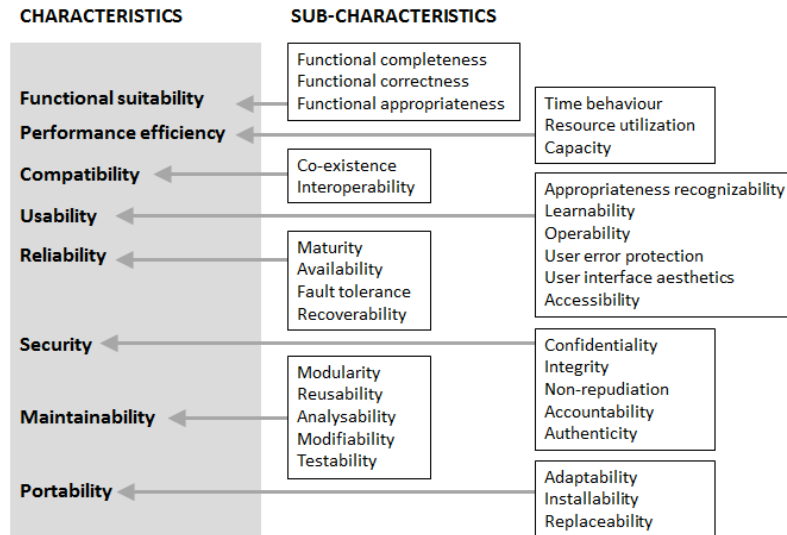 CHARACTERISTICS
SUB-CHARACTERISTICS
Functional suitability
Functional completeness
Functional correctness
Functional appropriateness
Performance efficiency
Time behaviour
Resource utilization
Capacity
Compatibility
Co-existence
Interoperability
Usability
Appropriateness recognizability
Learnability
Operability
User error protection
User interface aesthetics
Accessibility
Reliability
Maturity
Availability
Fault tolerance
Recoverability
Security
Confidentiality
Integrity
Non-repudiation
Accountability
Authenticity
Maintainability
Modularity
Reusability
Analysability
Modifiability
Testability
Portability
Adaptability
Installability
Replaceability